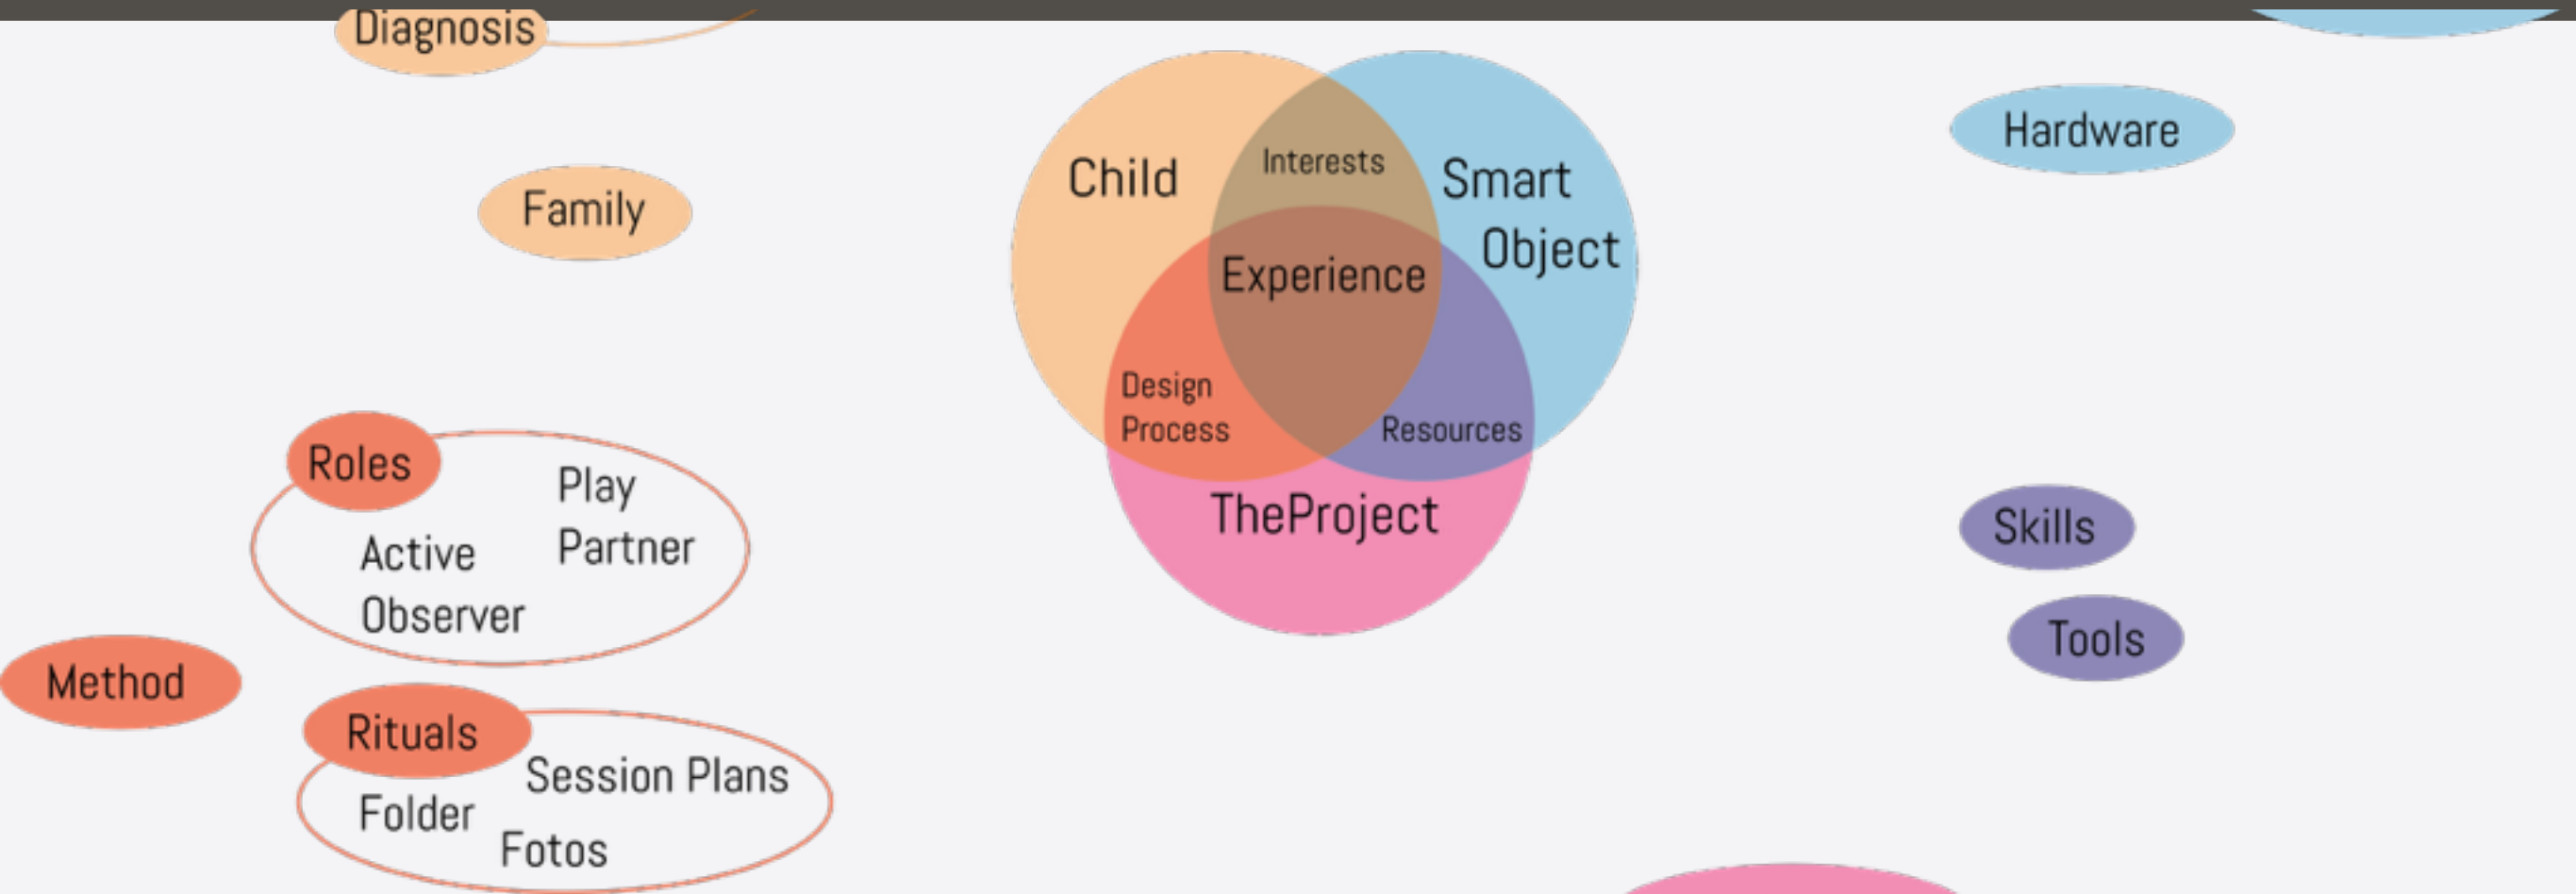 Diagnosis
Family
Child
Interests
Smart
Object
Experience
Design
Process
Resources
TheProject
Hardware
Roles
Play
Partner
Active
Observer
Method
Rituals
Session Plans
Folder
Fotos
Skills
Tools